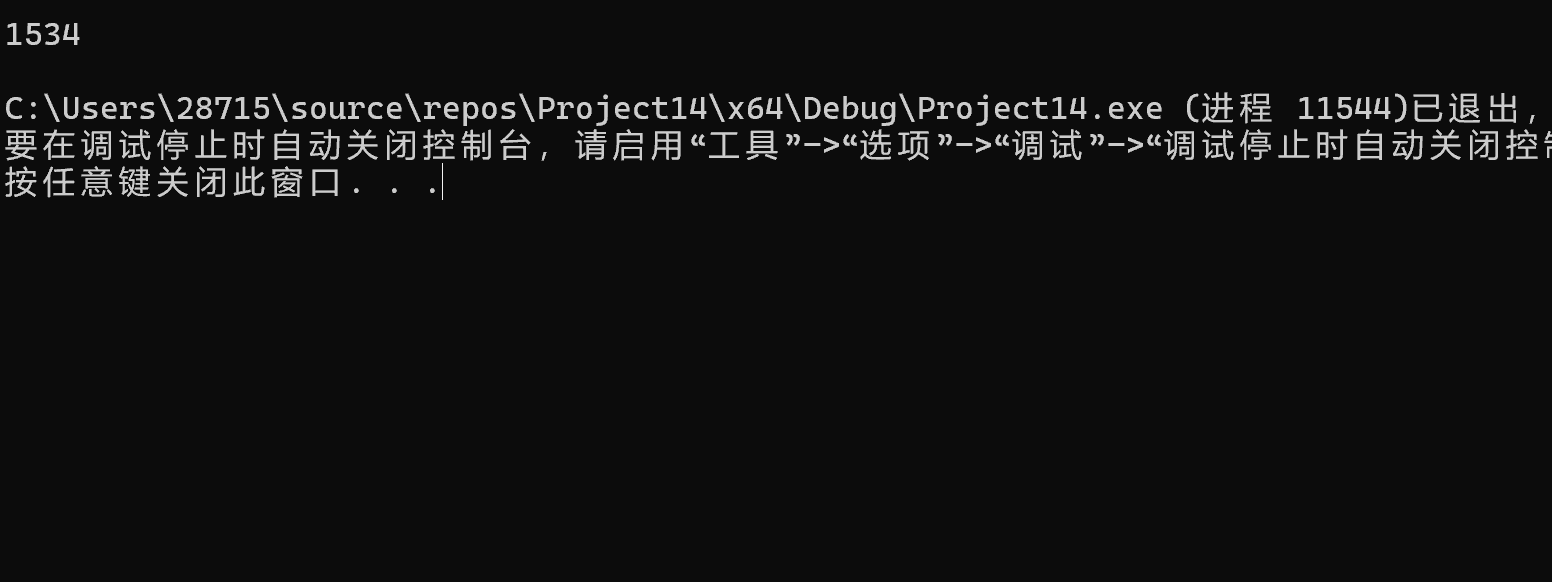 1534
C:\Users\28715\source\repos\Project14\x64\Debug\Project14.exe (进程 11544)已退出，
要在调试停止时自动关闭控制台，请启用“工具”->“选项”->“调试”->“调试停止时自动关闭控制
按任意键关闭此窗口. . .